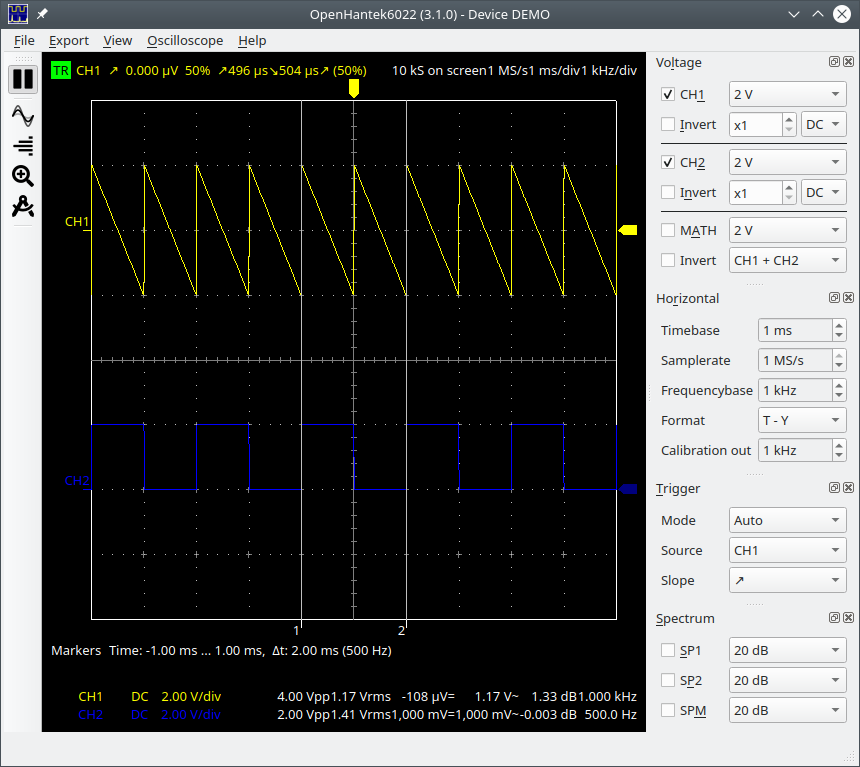 OpenHantek6022 (3.1.0) - Device DEMO
File Export View Oscilloscope Help
TR CH1 ↗ 0.000 µV 50% ↗496 µs↘504 µs↗ (50%) 10 kS on screen1 MS/s1 ms/div1 kHz/div
CH1
CH2
1 2
Markers Time: -1.00 ms ... 1.00 ms, Δt: 2.00 ms (500 Hz)
CH1 DC 2.00 V/div 4.00 Vpp1.17 Vrms -108 µV= 1.17 V~ 1.33 dB1.000 kHz
CH2 DC 2.00 V/div 2.00 Vpp1.41 Vrms1,000 mV=1,000 mV~-0.003 dB 500.0 Hz
Voltage
CH1 2 V
Invert x1 DC
CH2 2 V
Invert x1 DC
MATH 2 V
Invert CH1 + CH2
Horizontal
Timebase 1 ms
Samplerate 1 MS/s
Frequencybase 1 kHz
Format T - Y
Calibration out 1 kHz
Trigger
Mode Auto
Source CH1
Slope ↗
Spectrum
SP1 20 dB
SP2 20 dB
SPM 20 dB